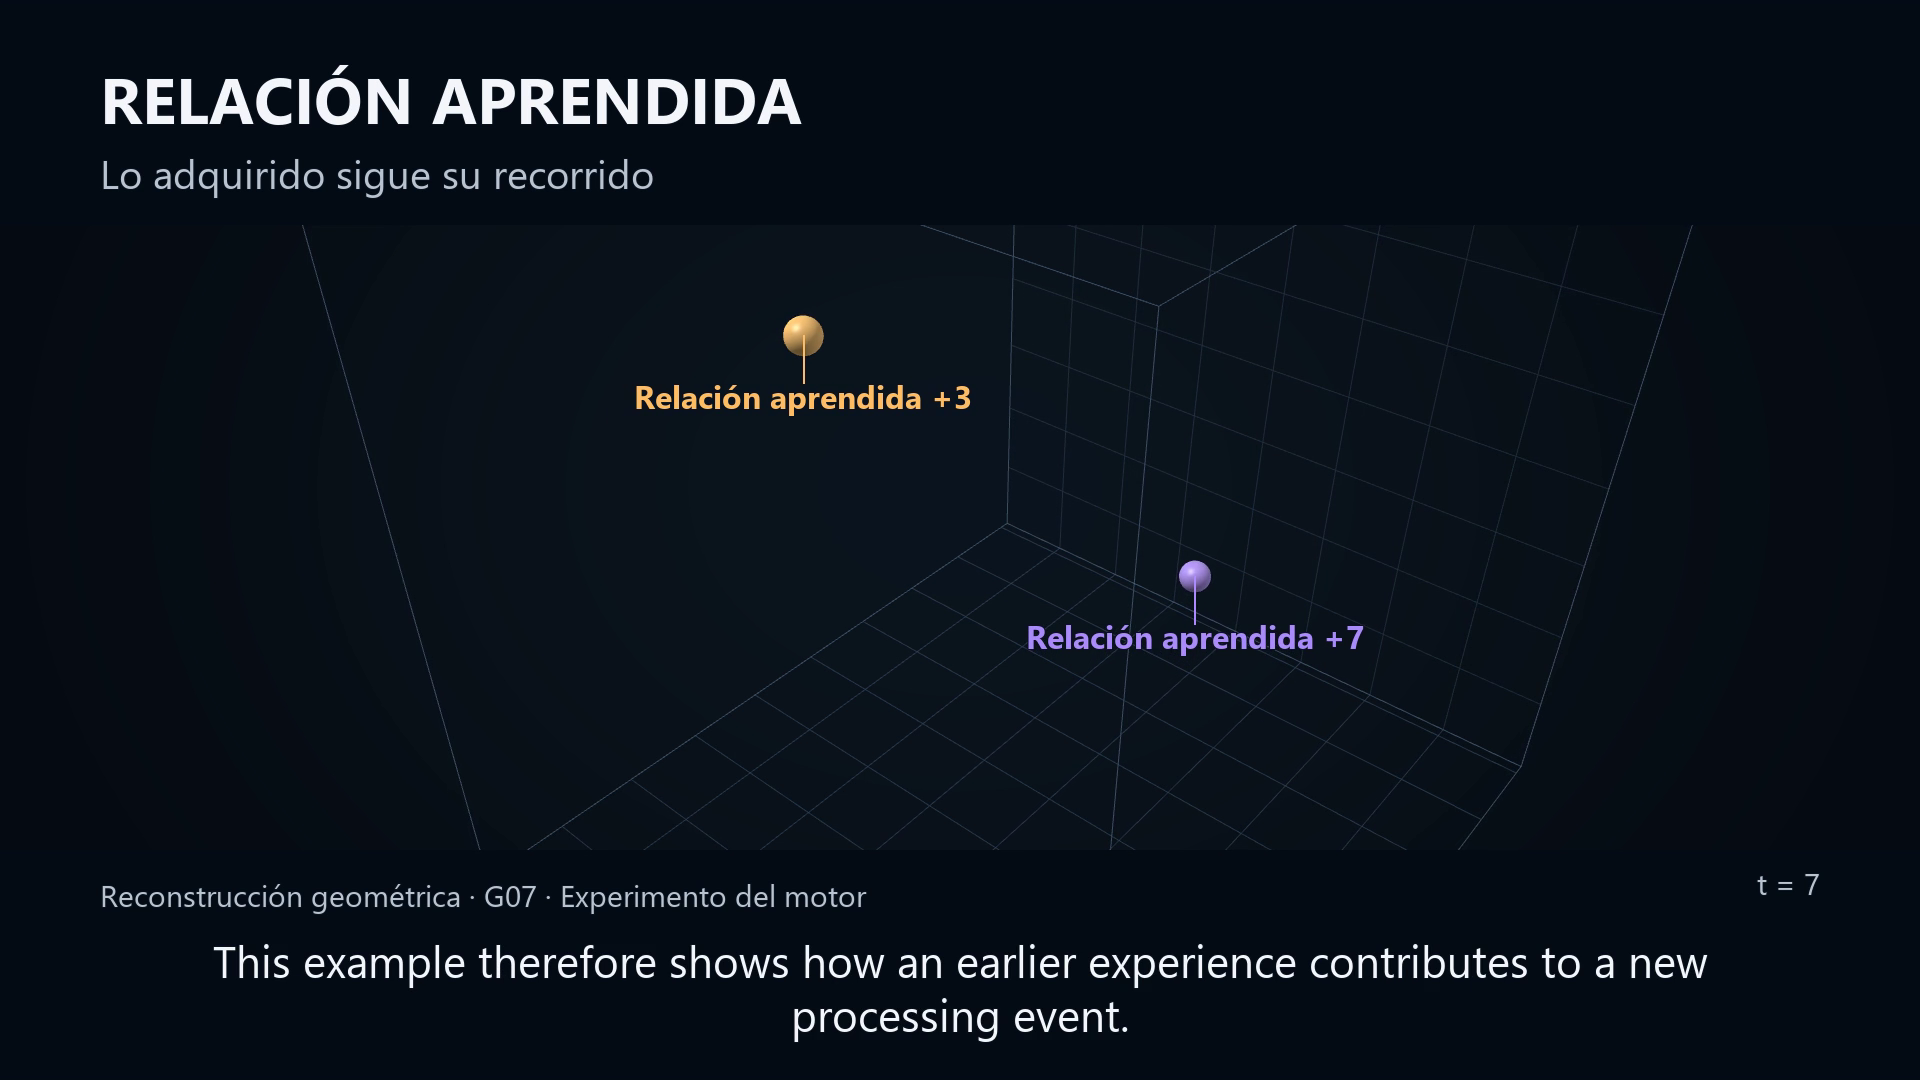 RELACIÓN APRENDIDA
Lo adquirido sigue su recorrido
Relación aprendida +3
Relación aprendida +7
Reconstrucción geométrica · G07 · Experimento del motor
t = 7
This example therefore shows how an earlier experience contributes to a new
processing event.